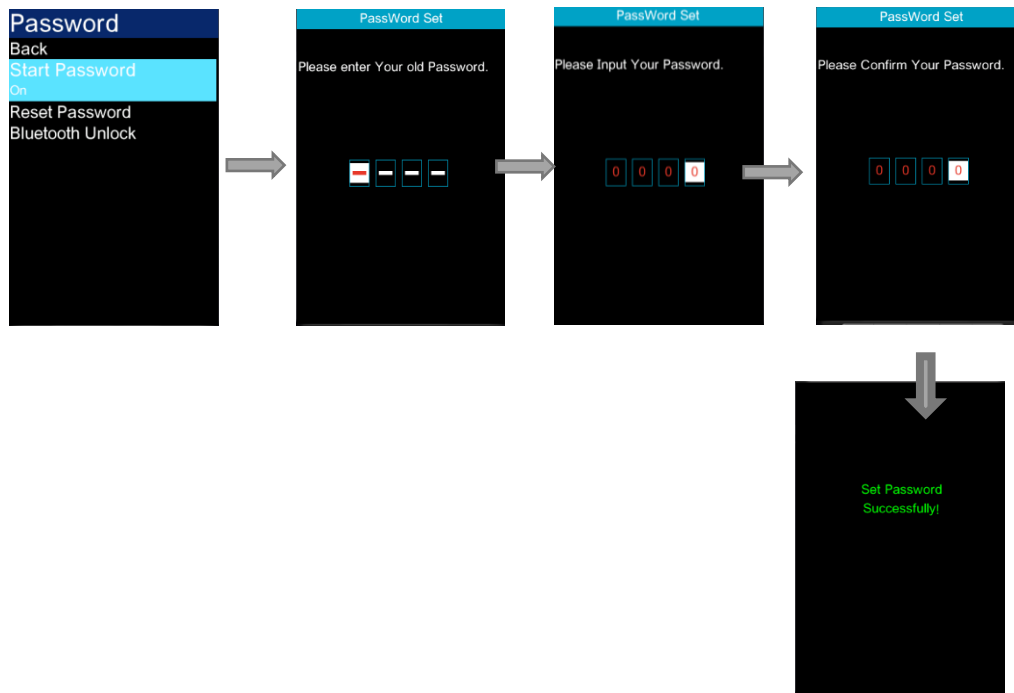 Password
Back
Start Password
On
Reset Password
Bluetooth Unlock
PassWord Set
Please enter Your old Password.
- - - -
PassWord Set
Please Input Your Password.
0 0 0 0
PassWord Set
Please Confirm Your Password.
0 0 0 0
Set Password
Successfully!